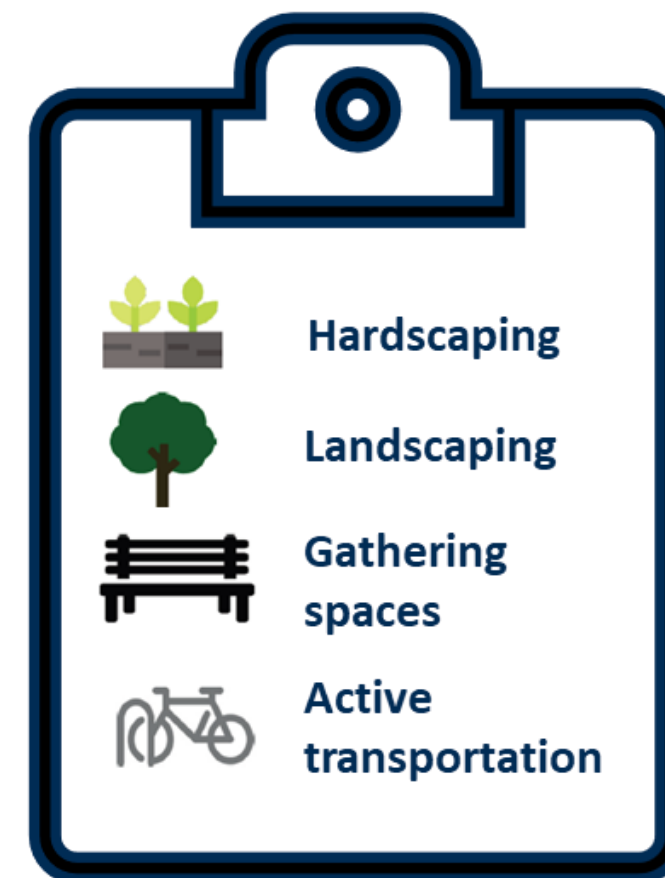 Hardscaping
Landscaping
Gathering
spaces
Active
transportation